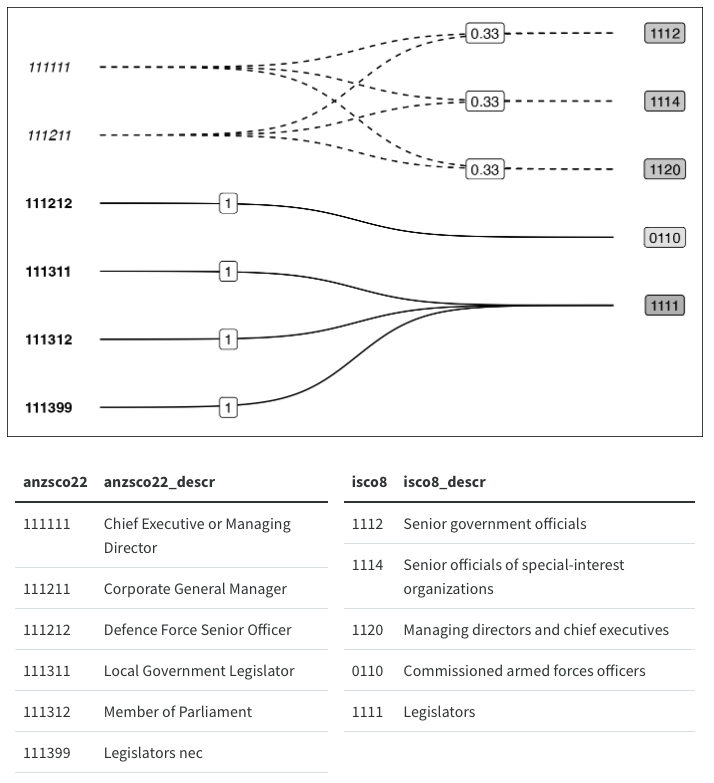 111111
111211
111212
111311
111312
111399
0.33
0.33
0.33
1
1
1
1
1112
1114
1120
0110
1111
anzsco22 anzsco22_descr
111111 Chief Executive or Managing
Director
111211 Corporate General Manager
111212 Defence Force Senior Officer
111311 Local Government Legislator
111312 Member of Parliament
111399 Legislators nec
isco8 isco8_descr
1112 Senior government officials
1114 Senior officials of special-interest
organizations
1120 Managing directors and chief executives
0110 Commissioned armed forces officers
1111 Legislators